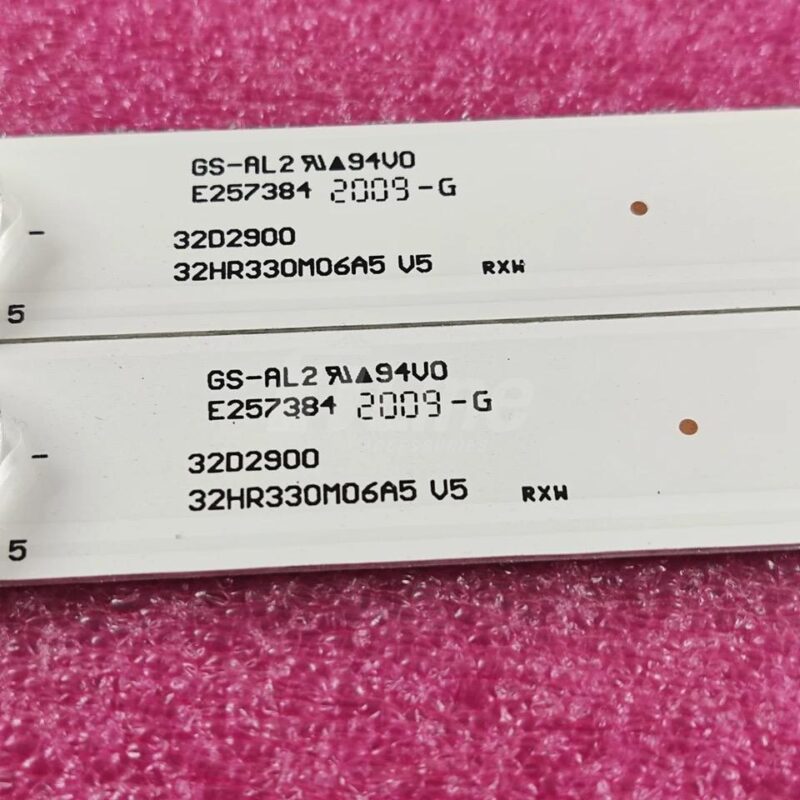 GS-AL2 ▲94V0
E257384 2009-G
-
32D2900
32HR330M06A5 V5 RXW
5
GS-AL2 ▲94V0
E257384 2009-G
-
32D2900
32HR330M06A5 V5 RXW
5